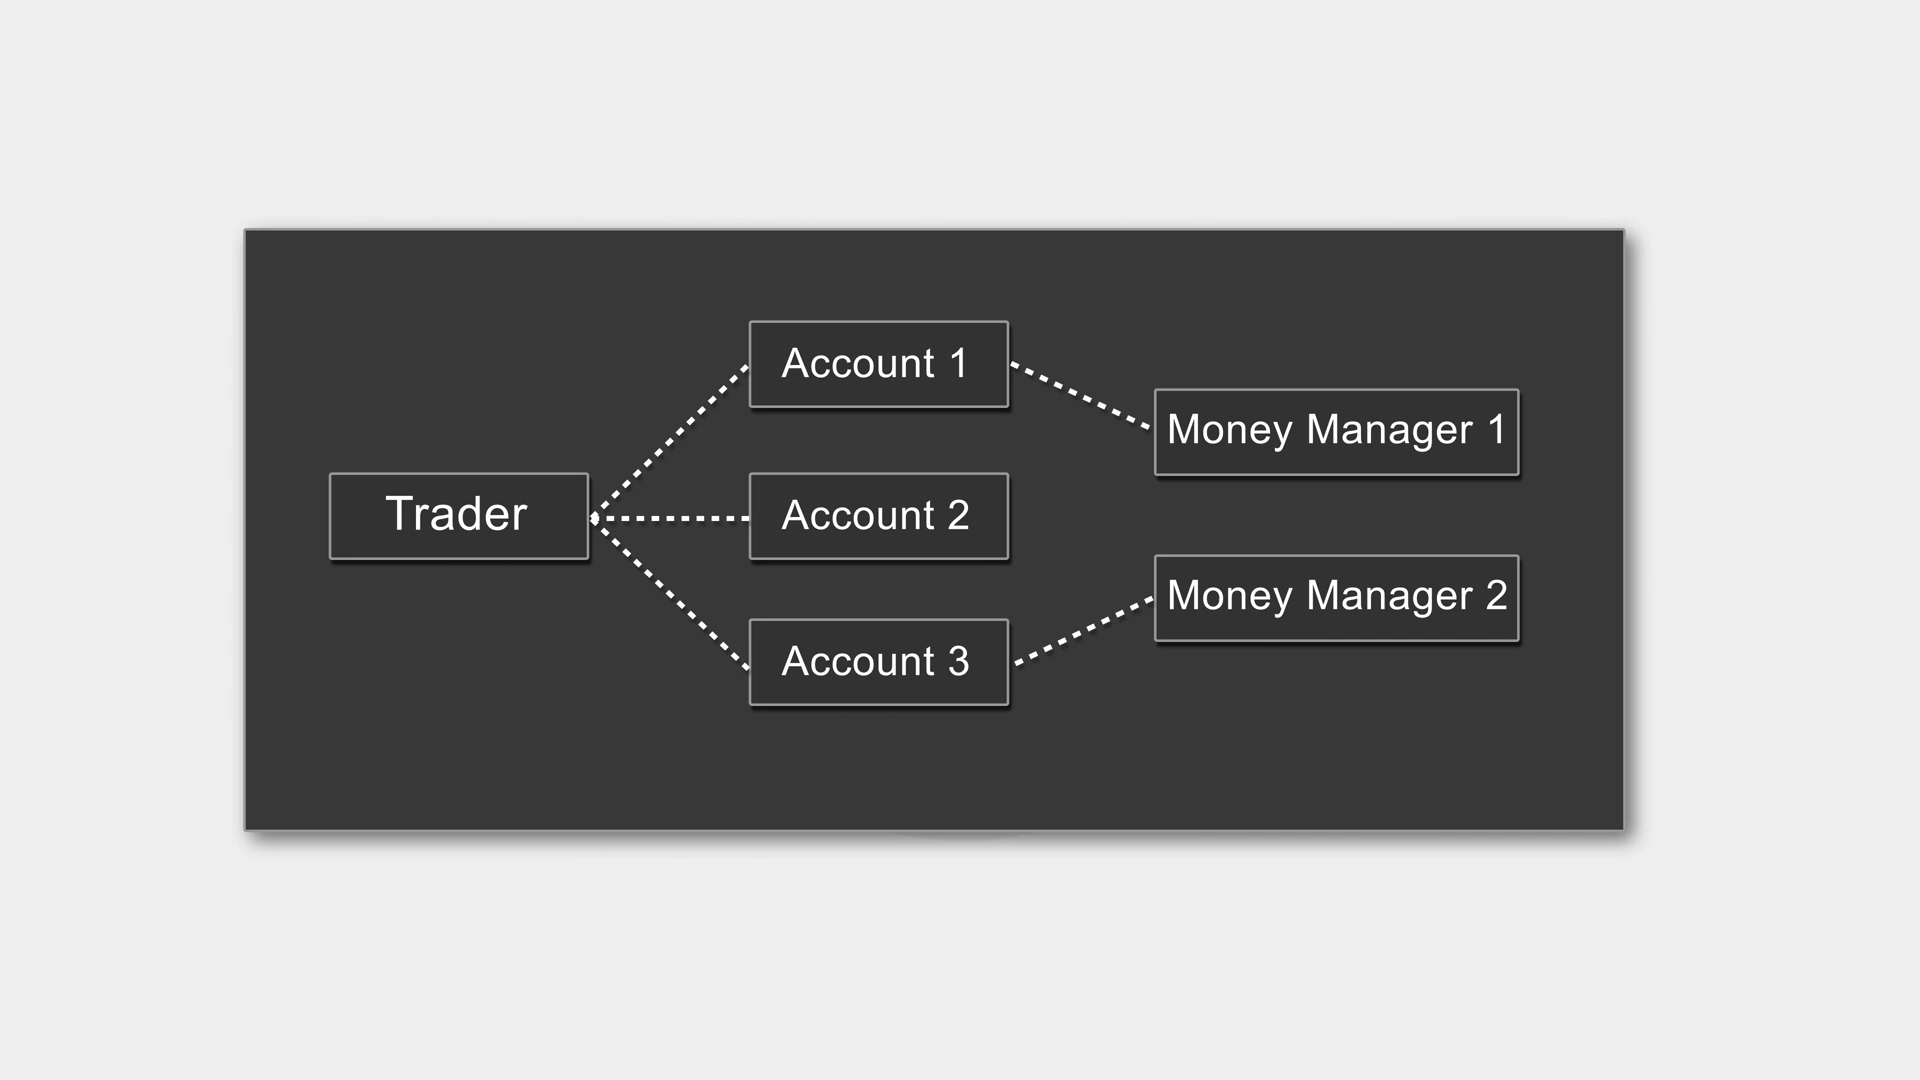 Trader
Account 1
Account 2
Account 3
Money Manager 1
Money Manager 2